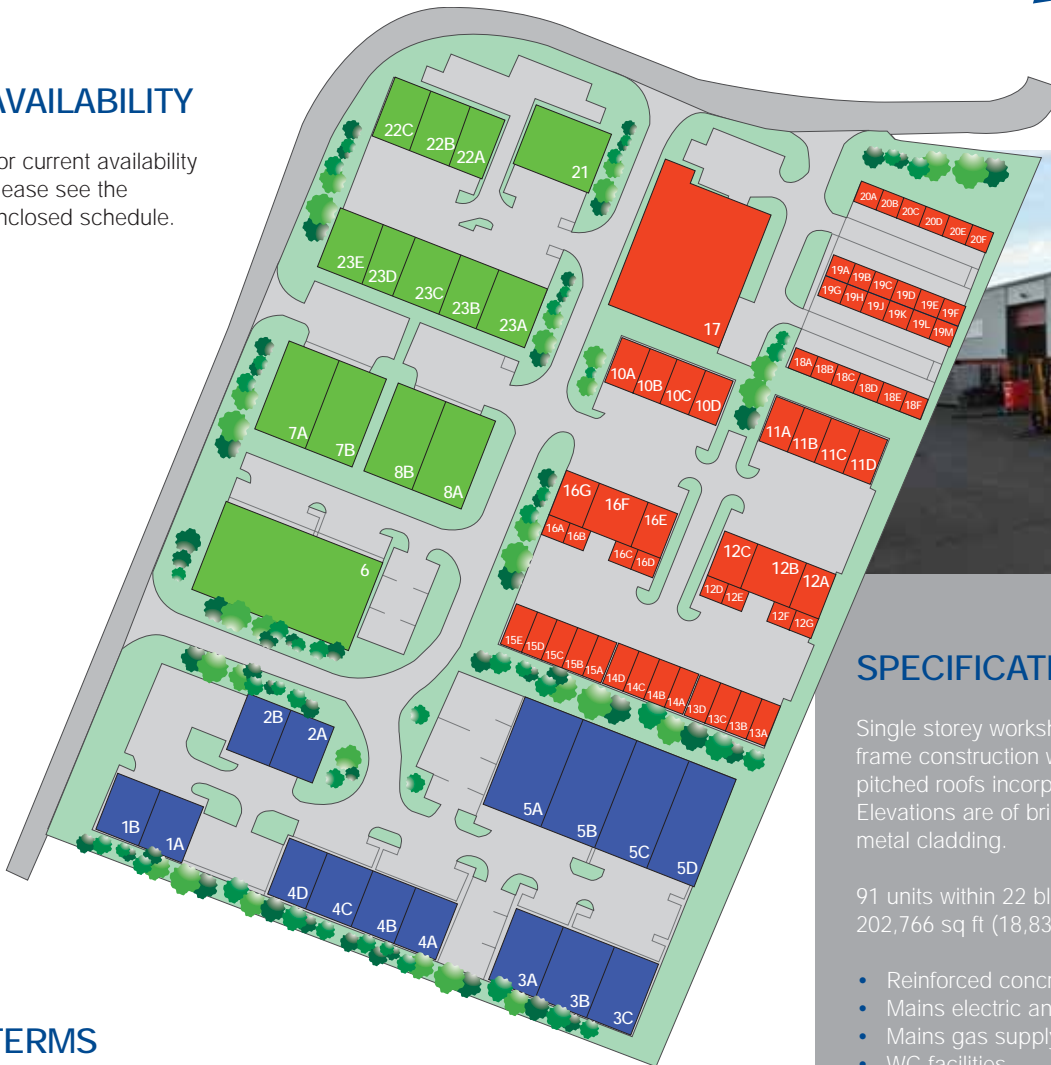 AVAILABILITY
or current availability
lease see the
nclosed schedule.
22C
22B
22A
21
23E
23D
23C
23B
23A
17
20A
20B
20C
20D
20E
20F
19A
19B
19C
19D
19E
19F
19G
19H
19J
19K
19L
19M
18A
18B
18C
18D
18E
18F
10A
10B
10C
10D
11A
11B
11C
11D
7A
7B
8B
8A
16G
16F
16E
16A
16B
16C
16D
12C
12B
12A
12D
12E
12F
12G
6
15E
15D
15C
15B
15A
14D
14C
14B
14A
13D
13C
13B
13A
2B
2A
5A
5B
5C
5D
1B
1A
4D
4C
4B
4A
3A
3B
3C
TERMS
SPECIFICAT
Single storey worksh
frame construction w
pitched roofs incorp
Elevations are of bri
metal cladding.
91 units within 22 bl
202,766 sq ft (18,83
• Reinforced concr
• Mains electric an
• Mains gas supply
• WC facilities